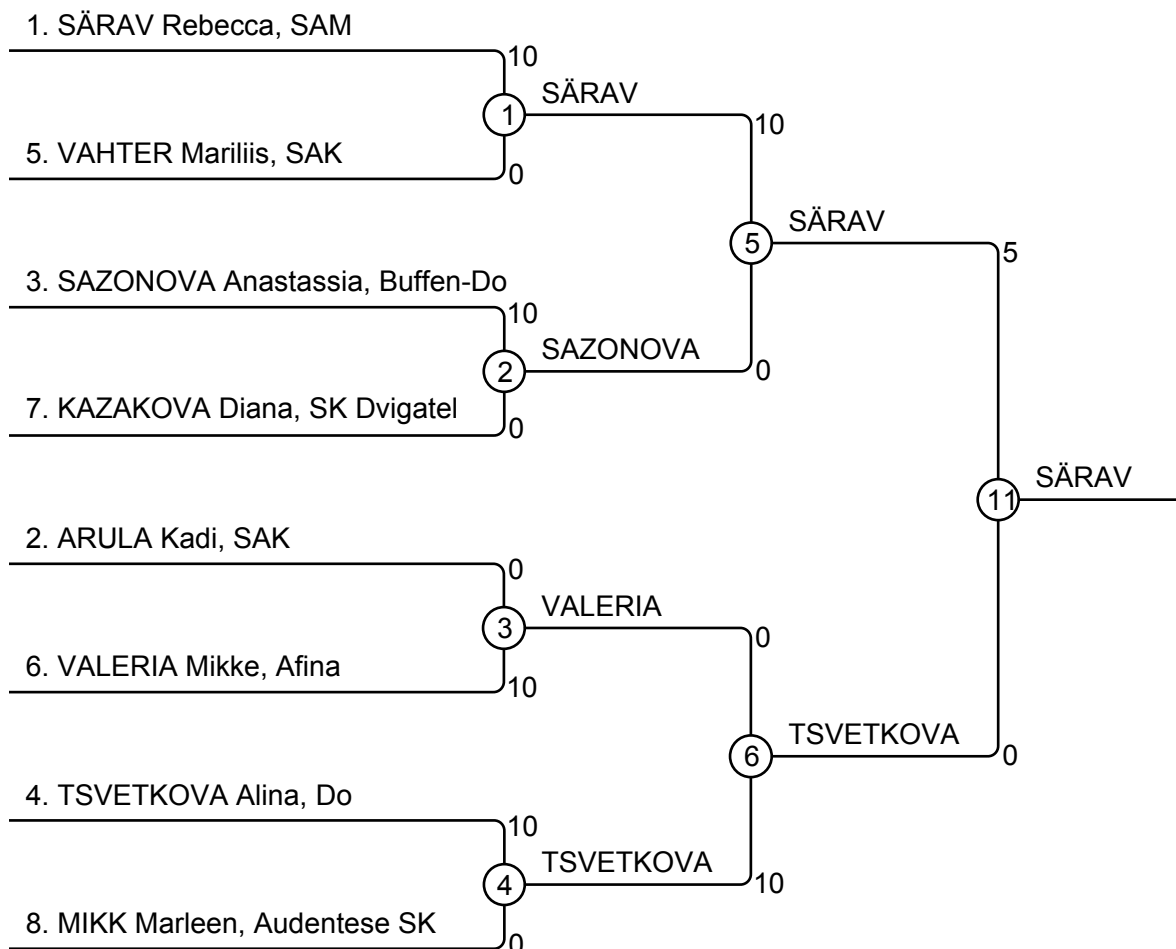 1. SÄRAV Rebecca, SAM
10
1
SÄRAV
5. VAHTER Mariliis, SAK
0
10
5
SÄRAV
3. SAZONOVA Anastassia, Buffen-Do
10
2
SAZONOVA
0
7. KAZAKOVA Diana, SK Dvigatel
0
5
11
SÄRAV
2. ARULA Kadi, SAK
0
3
VALERIA
0
6. VALERIA Mikke, Afina
10
6
TSVETKOVA
0
4. TSVETKOVA Alina, Do
10
4
TSVETKOVA
10
8. MIKK Marleen, Audentese SK
0